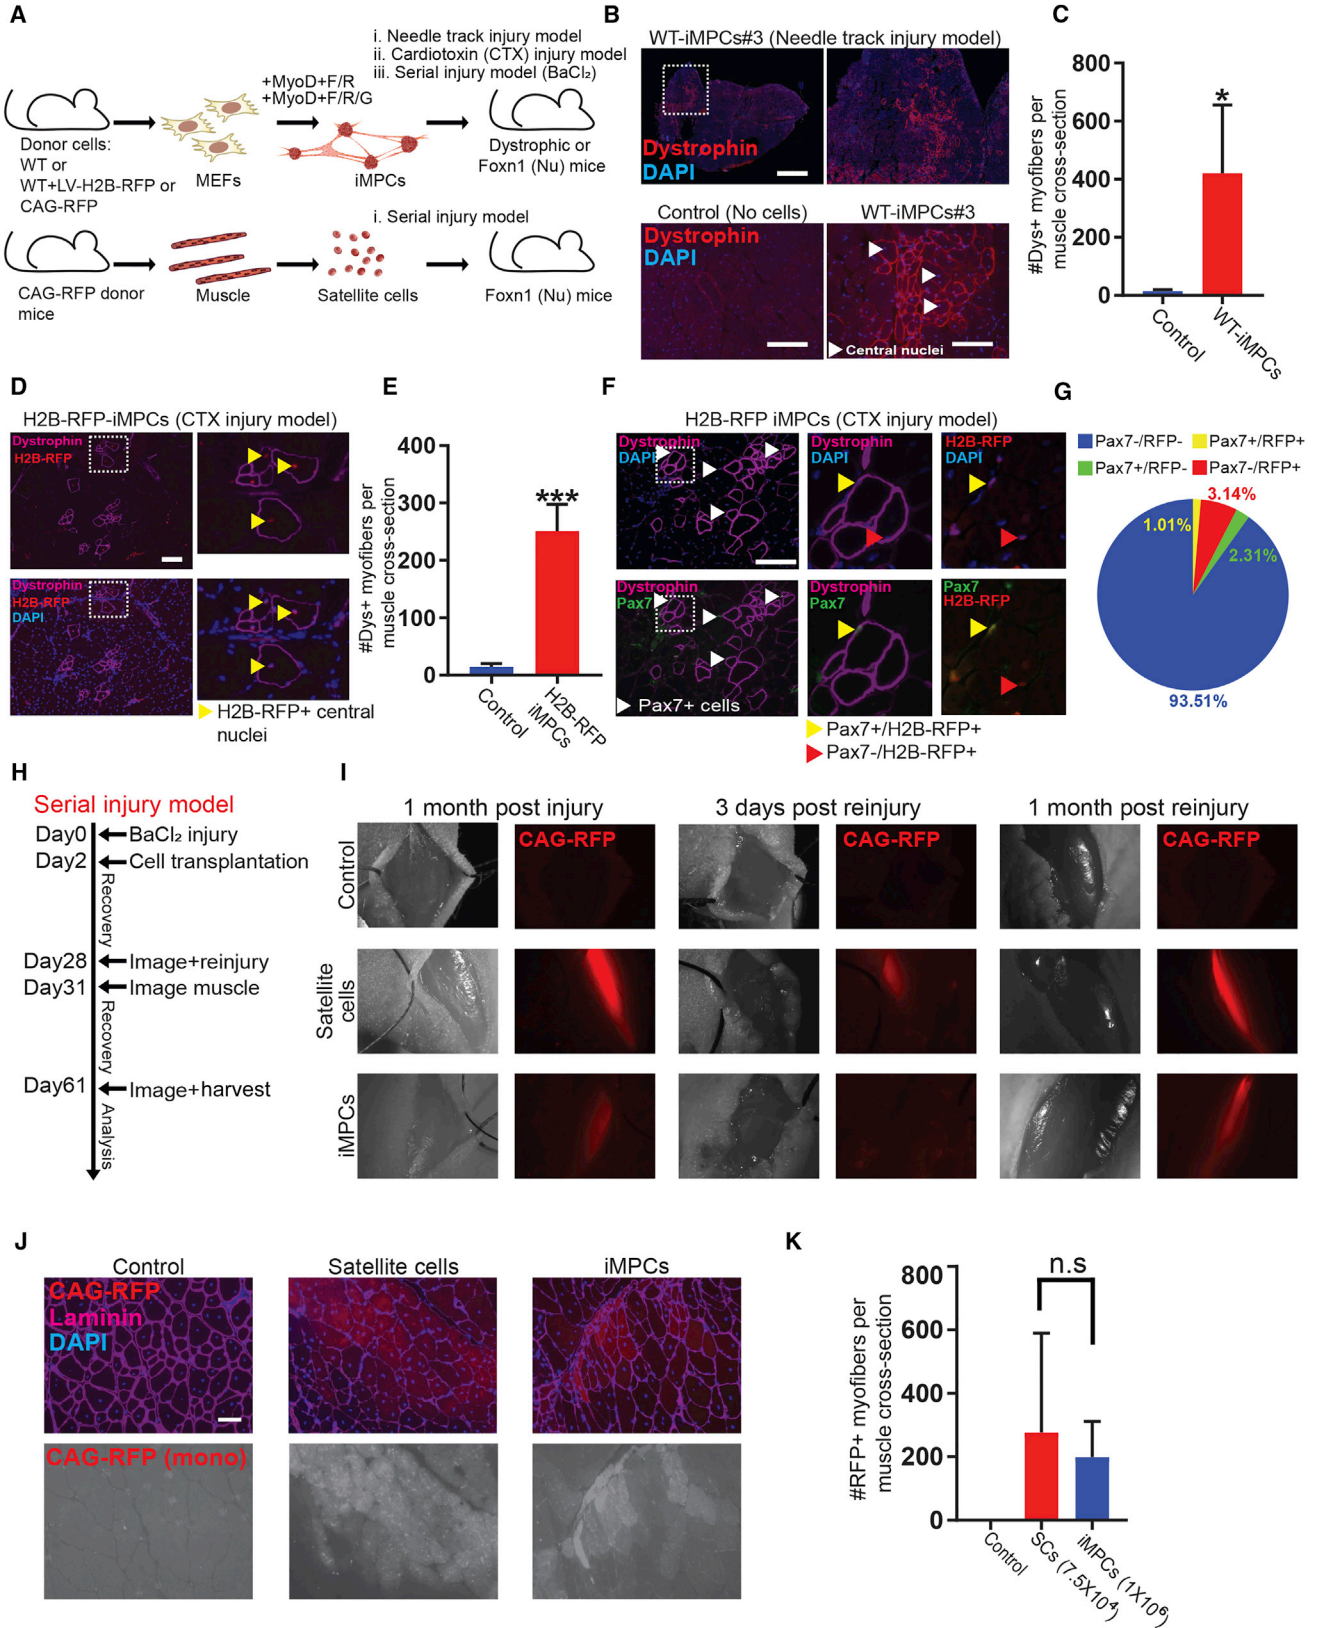 A
i. Needle track injury model
ii. Cardiotoxin (CTX) injury model
iii. Serial injury model (BaCl₂)
+MyoD+F/R
+MyoD+F/R/G
Donor cells:
WT or
WT+LV-H2B-RFP or
CAG-RFP
MEFs
iMPCs
Dystrophic or
Foxn1 (Nu) mice
i. Serial injury model
CAG-RFP donor
mice
Muscle
Satellite cells
Foxn1 (Nu) mice
B
WT-iMPCs#3 (Needle track injury model)
Dystrophin
DAPI
Control (No cells)
WT-iMPCs#3
Dystrophin
DAPI
Central nuclei
C
#Dys+ myofibers per
muscle cross-section
800
600
400
200
0
*
Control
WT-iMPCs
D
H2B-RFP-iMPCs (CTX injury model)
Dystrophin
H2B-RFP
Dystrophin
H2B-RFP
DAPI
H2B-RFP+ central
nuclei
E
#Dys+ myofibers per
muscle cross-section
400
300
200
100
0
***
Control
H2B-RFP
iMPCs
F
H2B-RFP iMPCs (CTX injury model)
Dystrophin
DAPI
Dystrophin
DAPI
H2B-RFP
DAPI
Dystrophin
Pax7
Dystrophin
Pax7
Pax7
H2B-RFP
Pax7+ cells
Pax7+/H2B-RFP+
Pax7-/H2B-RFP+
G
Pax7-/RFP-
Pax7+/RFP+
Pax7+/RFP-
Pax7-/RFP+
3.14%
1.01%
2.31%
93.51%
H
Serial injury model
Day0
BaCl₂ injury
Day2
Cell transplantation
Recovery
Day28
Image+reinjury
Day31
Image muscle
Recovery
Day61
Image+harvest
Analysis
I
1 month post injury
3 days post reinjury
1 month post reinjury
Control
CAG-RFP
CAG-RFP
CAG-RFP
Satellite
cells
iMPCs
J
Control
Satellite cells
iMPCs
CAG-RFP
Laminin
DAPI
CAG-RFP (mono)
K
#RFP+ myofibers per
muscle cross-section
800
600
400
200
0
n.s
Control
SCs (7.5X10⁴)
iMPCs (1X10⁶)